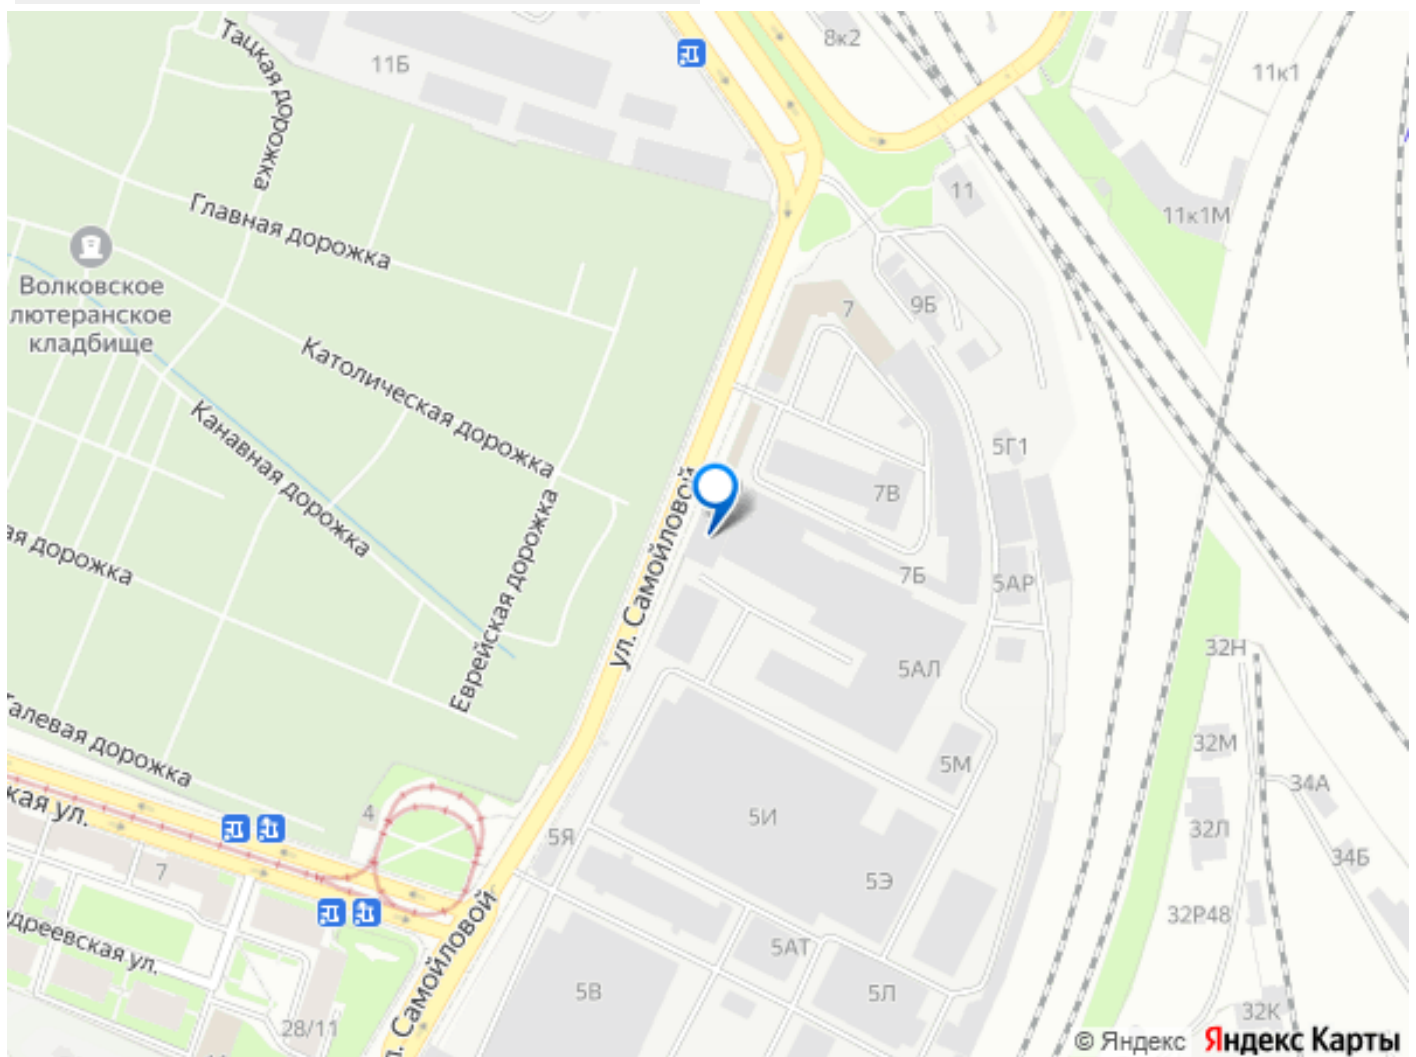 8к2
11Б
11к1
Тацкая дорожка
11
11к1М
Главная дорожка
Волковское
лютеранское
кладбище
9Б
7
Католическая дорожка
Канавная дорожка
5Г1
7В
ая дорожка
Еврейская дорожка
ул. Самойловой
7Б
5АР
32Н
5АЛ
алевая дорожка
32М
5М
34А
кая ул.
4
5И
32Л
5Я
34Б
7
5Э
32Р48
дреевская ул.
л. Самойловой
5АТ
5В
5Л
32К
28/11
© Яндекс Яндекс Карты